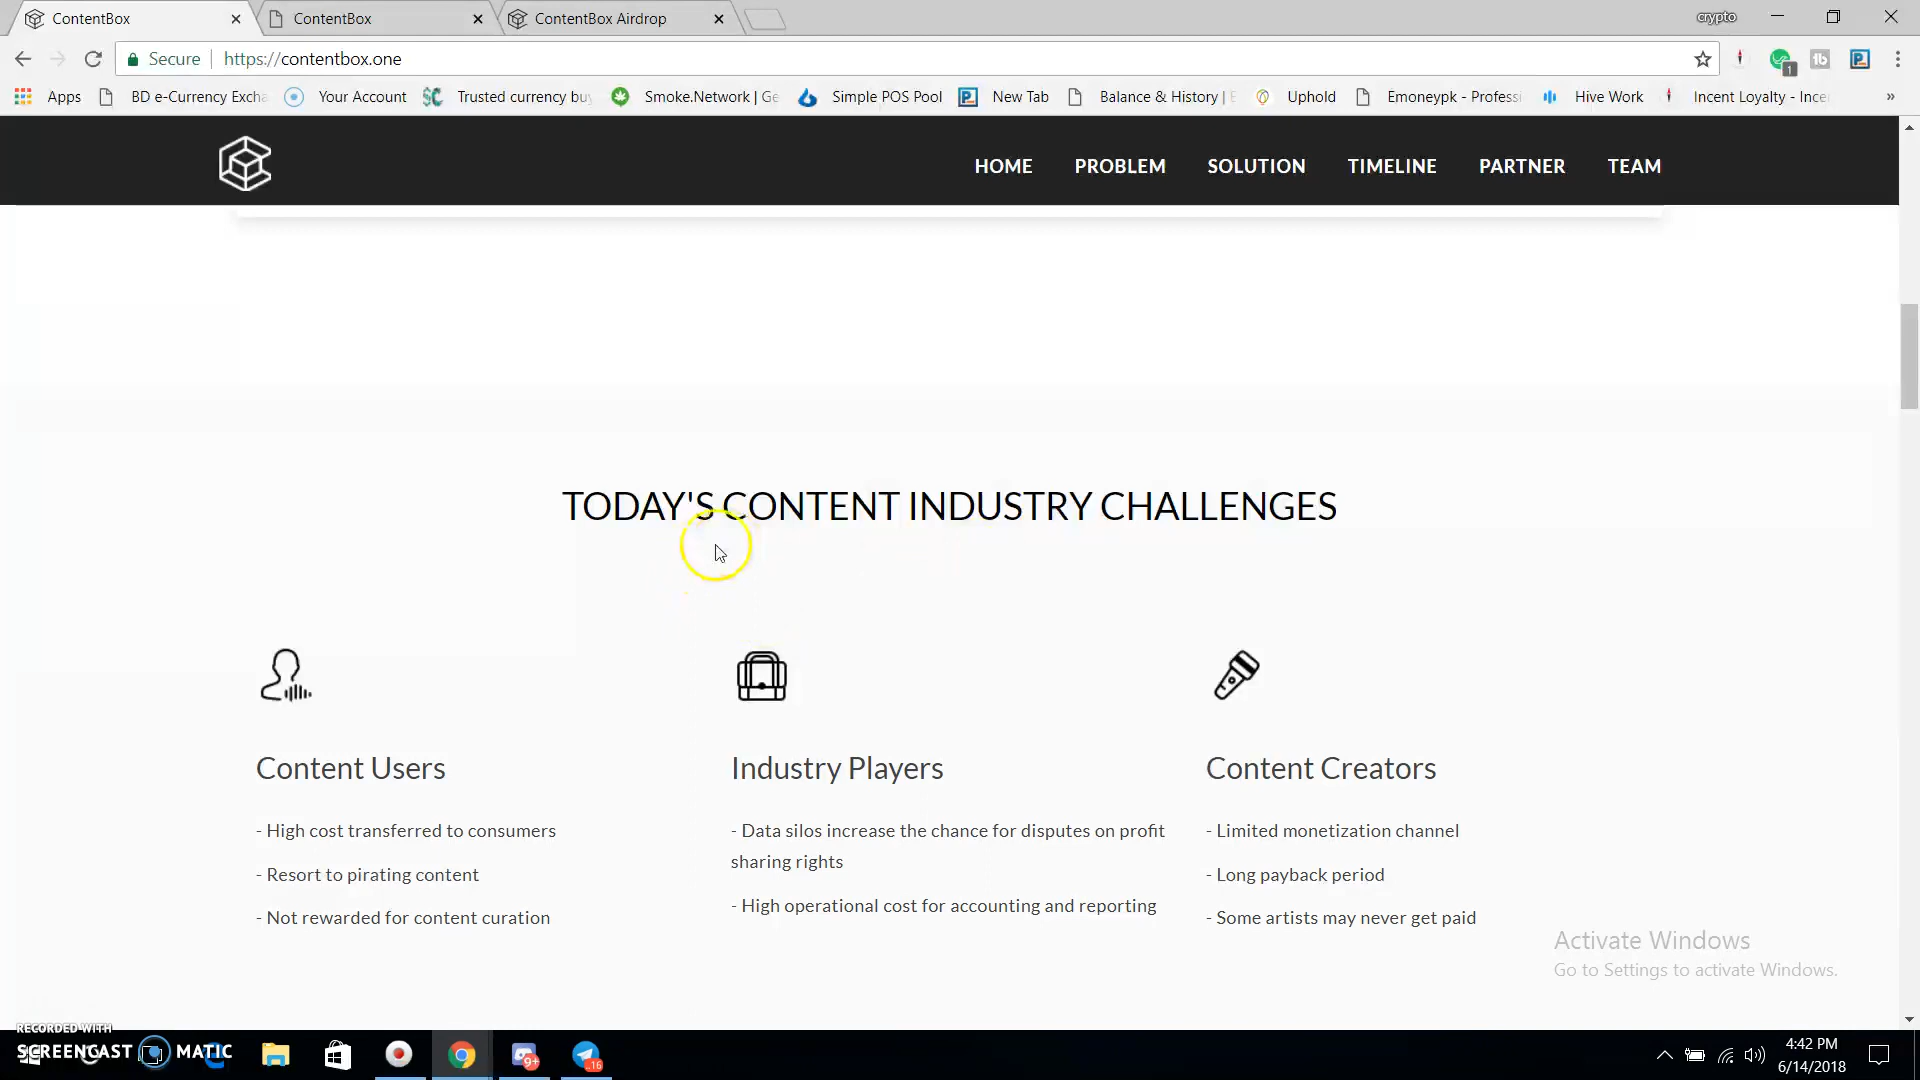 ContentBox
ContentBox
ContentBox Airdrop
crypto
Secure https://contentbox.one
1
Apps BD e-Currency Excha Your Account Trusted currency buy Smoke.Network | Ge Simple POS Pool New Tab Balance & History | E Uphold Emoneypk - Professi Hive Work Incent Loyalty - Ince »
HOME PROBLEM SOLUTION TIMELINE PARTNER TEAM
TODAY'S CONTENT INDUSTRY CHALLENGES
Content Users
- High cost transferred to consumers
- Resort to pirating content
- Not rewarded for content curation
Industry Players
- Data silos increase the chance for disputes on profit
sharing rights
- High operational cost for accounting and reporting
Content Creators
- Limited monetization channel
- Long payback period
- Some artists may never get paid
Activate Windows
Go to Settings to activate Windows.
RECORDED WITH
SCREENCAST MATIC
9+
16
4:42 PM
6/14/2018